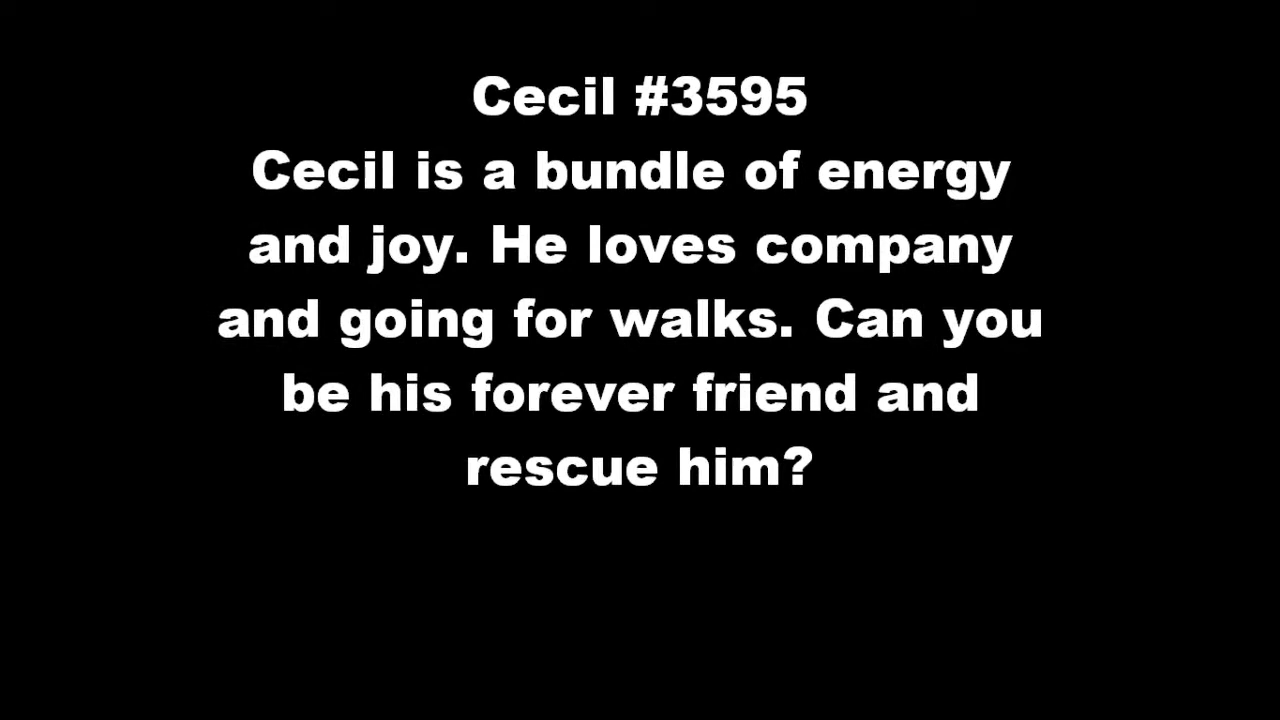 Cecil #3595
Cecil is a bundle of energy
and joy. He loves company
and going for walks. Can you
be his forever friend and
rescue him?